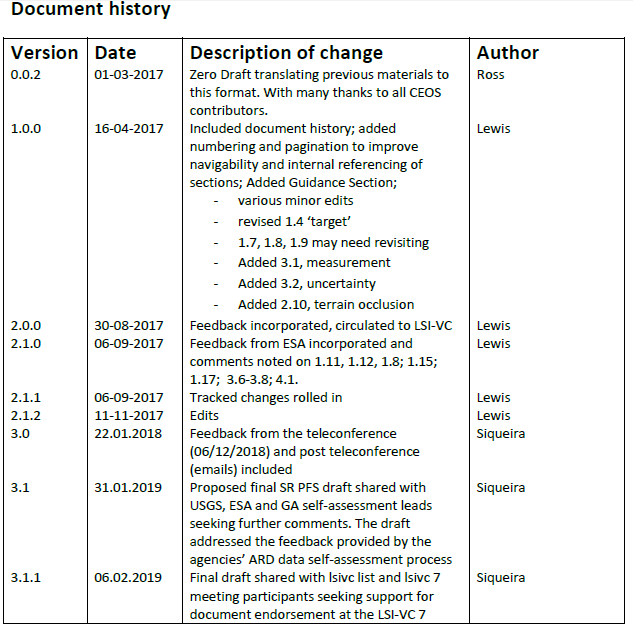 Document history
Version Date Description of change Author
0.0.2 01-03-2017 Zero Draft translating previous materials to Ross
this format. With many thanks to all CEOS
contributors.
1.0.0 16-04-2017 Included document history; added Lewis
numbering and pagination to improve
navigability and internal referencing of
sections; Added Guidance Section;
- various minor edits
- revised 1.4 ‘target’
- 1.7, 1.8, 1.9 may need revisiting
- Added 3.1, measurement
- Added 3.2, uncertainty
- Added 2.10, terrain occlusion
2.0.0 30-08-2017 Feedback incorporated, circulated to LSI-VC Lewis
2.1.0 06-09-2017 Feedback from ESA incorporated and Lewis
comments noted on 1.11, 1.12, 1.8; 1.15;
1.17; 3.6-3.8; 4.1.
2.1.1 06-09-2017 Tracked changes rolled in Lewis
2.1.2 11-11-2017 Edits Lewis
3.0 22.01.2018 Feedback from the teleconference Siqueira
(06/12/2018) and post teleconference
(emails) included
3.1 31.01.2019 Proposed final SR PFS draft shared with Siqueira
USGS, ESA and GA self-assessment leads
seeking further comments. The draft
addressed the feedback provided by the
agencies’ ARD data self-assessment process
3.1.1 06.02.2019 Final draft shared with lsivc list and lsivc 7 Siqueira
meeting participants seeking support for
document endorsement at the LSI-VC 7